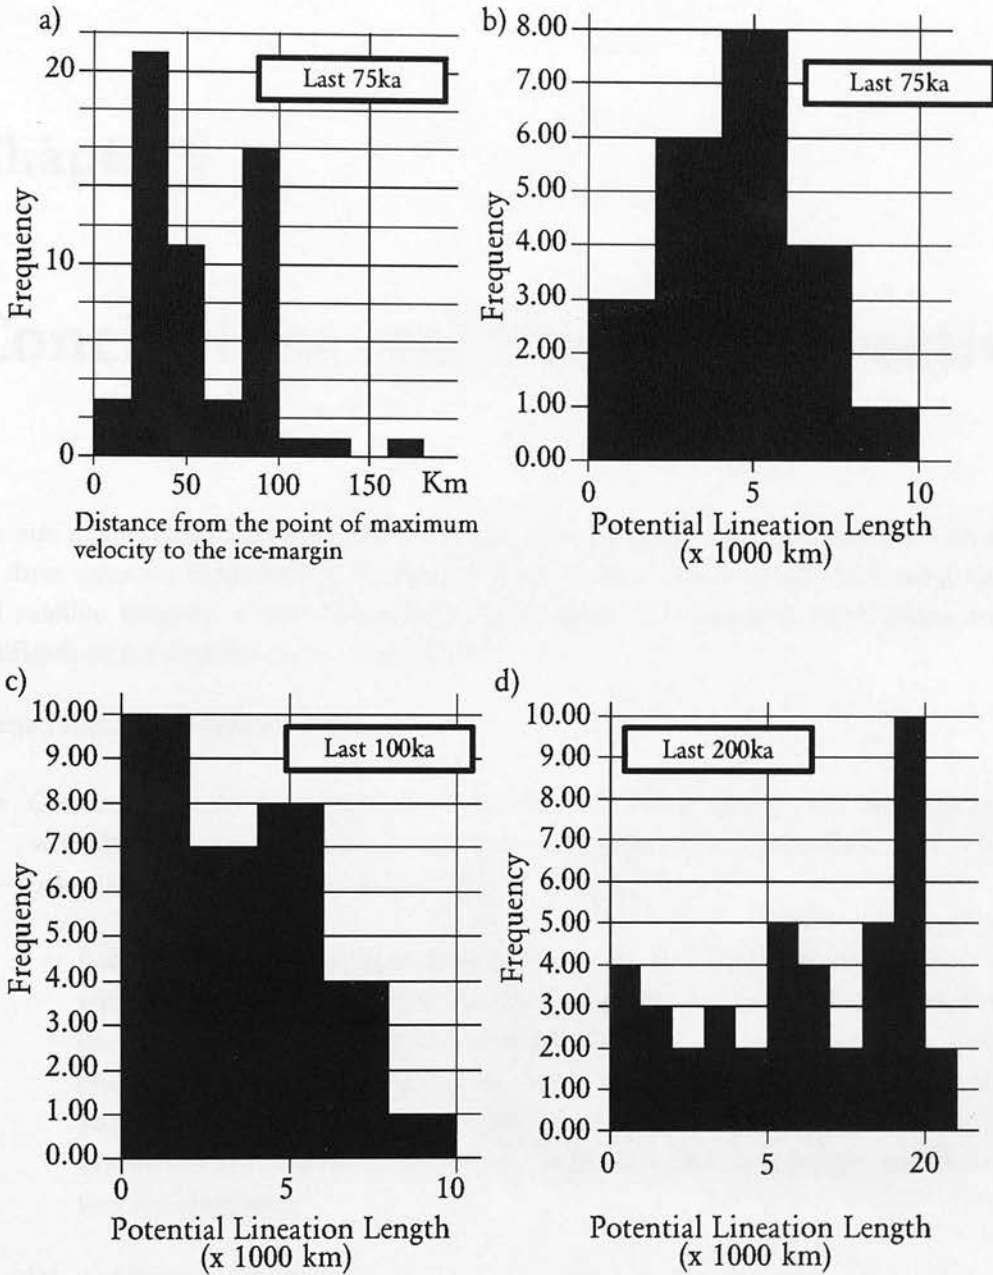 a)
Last 75ka
20
10
0
Frequency
0 50 100 150 Km
Distance from the point of maximum
velocity to the ice-margin
b)
Last 75ka
8.00
7.00
6.00
5.00
4.00
3.00
2.00
1.00
0.00
Frequency
0 5 10
Potential Lineation Length
(x 1000 km)
c)
Last 100ka
10.00
9.00
8.00
7.00
6.00
5.00
4.00
3.00
2.00
1.00
0.00
Frequency
0 5 10
Potential Lineation Length
(x 1000 km)
d)
Last 200ka
10.00
9.00
8.00
7.00
6.00
5.00
4.00
3.00
2.00
1.00
0.00
Frequency
0 5 20
Potential Lineation Length
(x 1000 km)